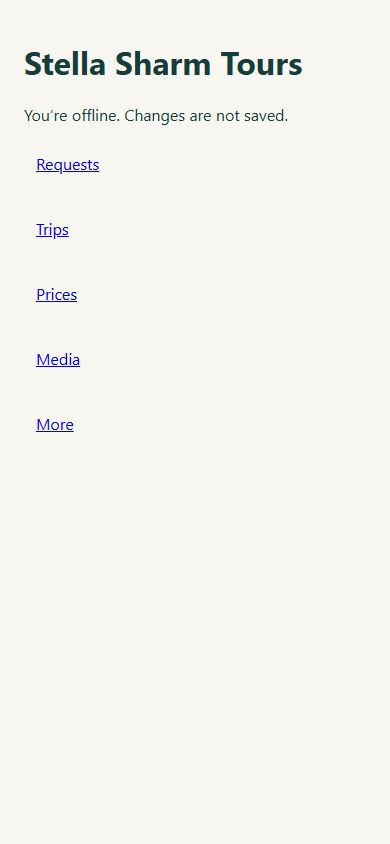 Stella Sharm Tours
You’re offline. Changes are not saved.
Requests
Trips
Prices
Media
More